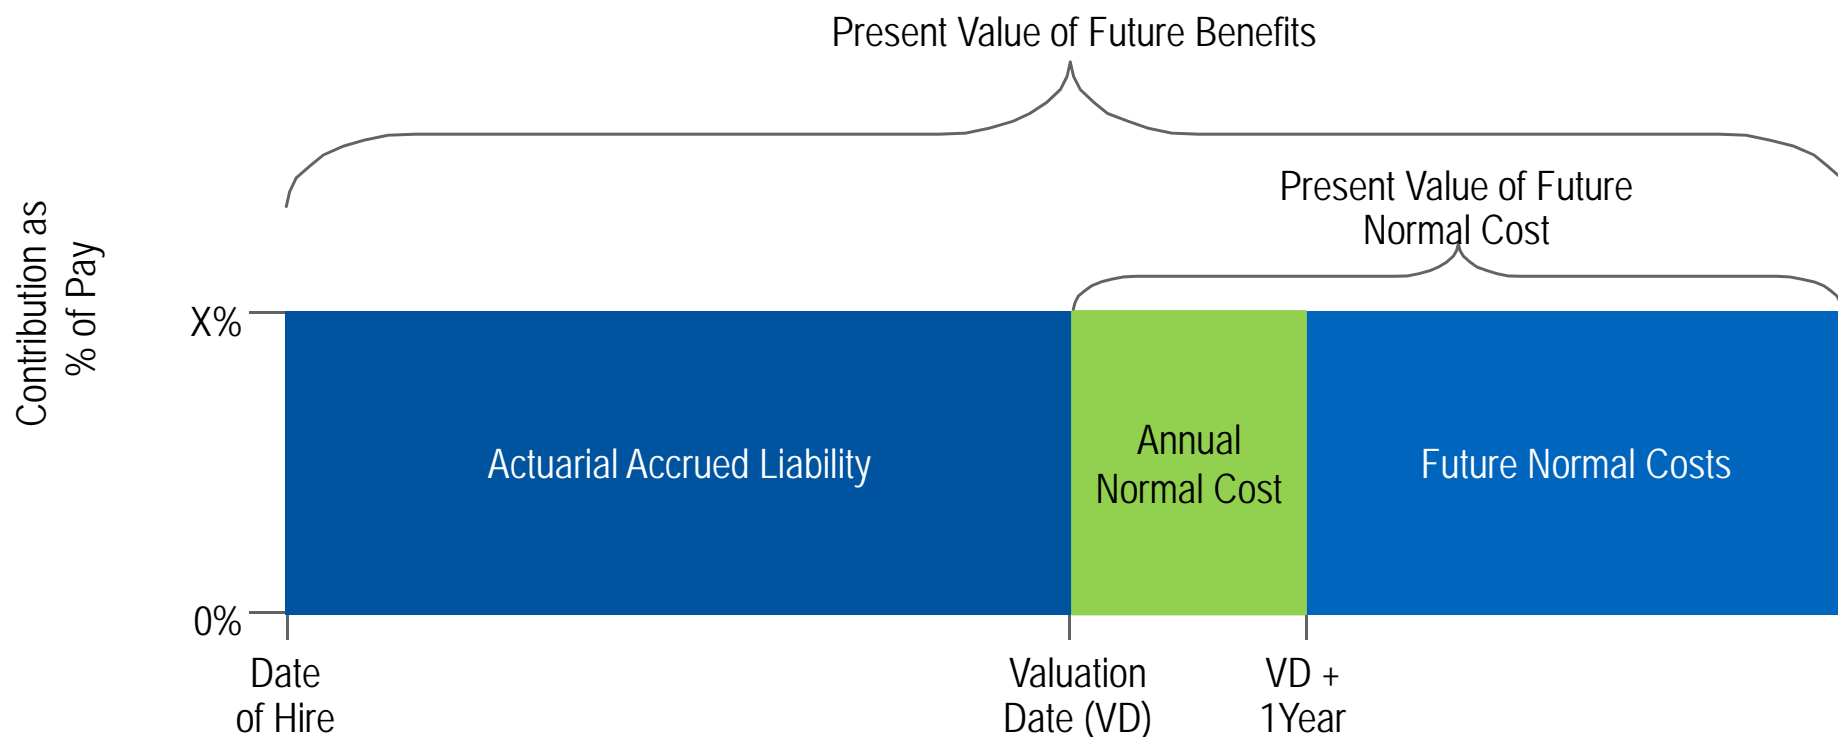 Present Value of Future Benefits
Present Value of Future
Normal Cost
Contribution as
% of Pay
X%
0%
Actuarial Accrued Liability
Annual
Normal Cost
Future Normal Costs
Date
of Hire
Valuation
Date (VD)
VD +
1Year